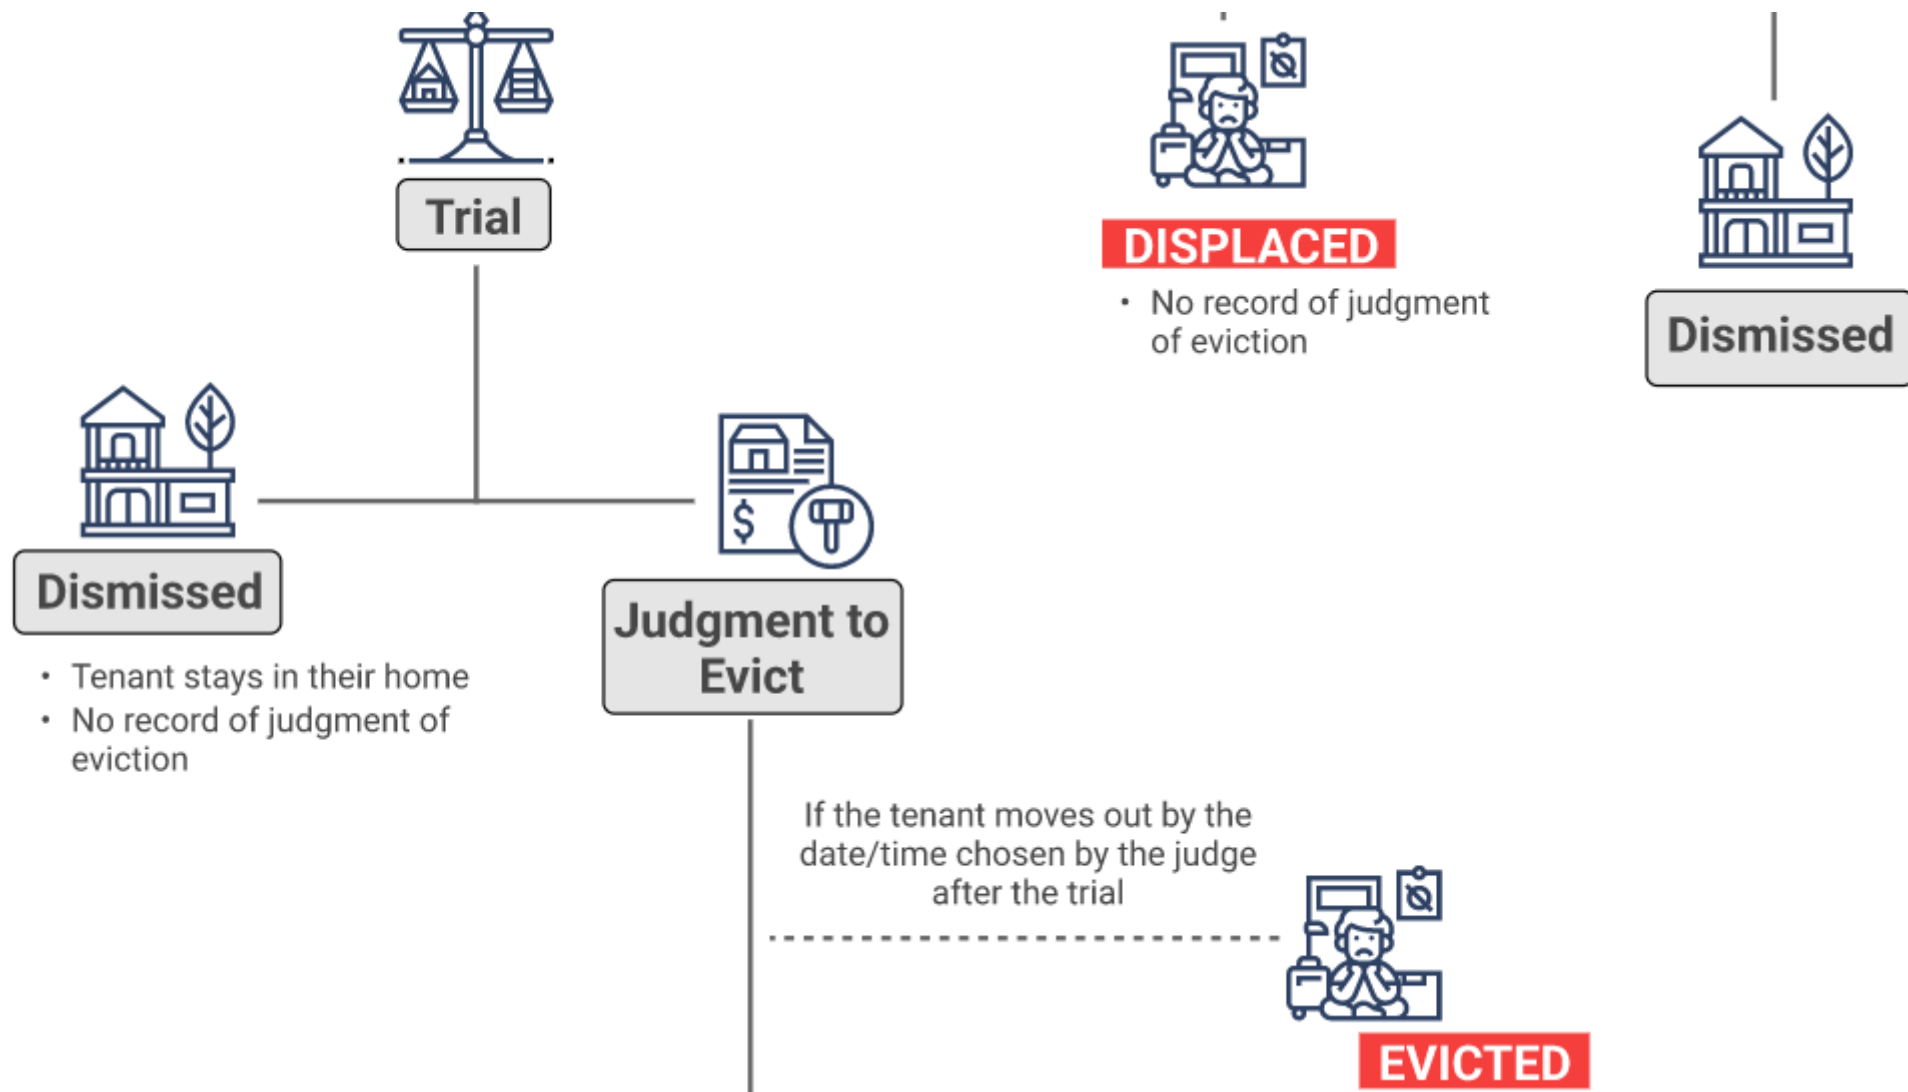 Trial
DISPLACED
• No record of judgment
of eviction
Dismissed
Dismissed
• Tenant stays in their home
• No record of judgment of
eviction
$
Judgment to
Evict
If the tenant moves out by the
date/time chosen by the judge
after the trial
EVICTED